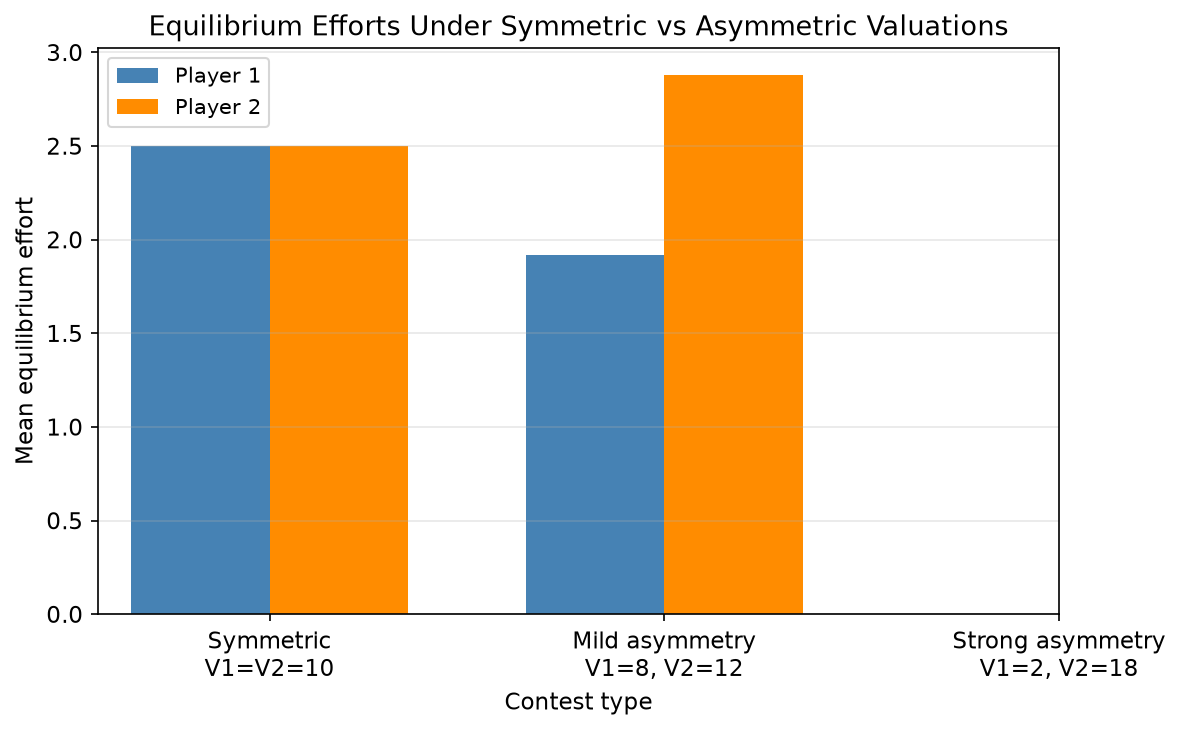 Equilibrium Efforts Under Symmetric vs Asymmetric Valuations
Player 1
Player 2
Mean equilibrium effort
3.0
2.5
2.0
1.5
1.0
0.5
0.0
Symmetric
V1=V2=10
Mild asymmetry
V1=8, V2=12
Strong asymmetry
V1=2, V2=18
Contest type